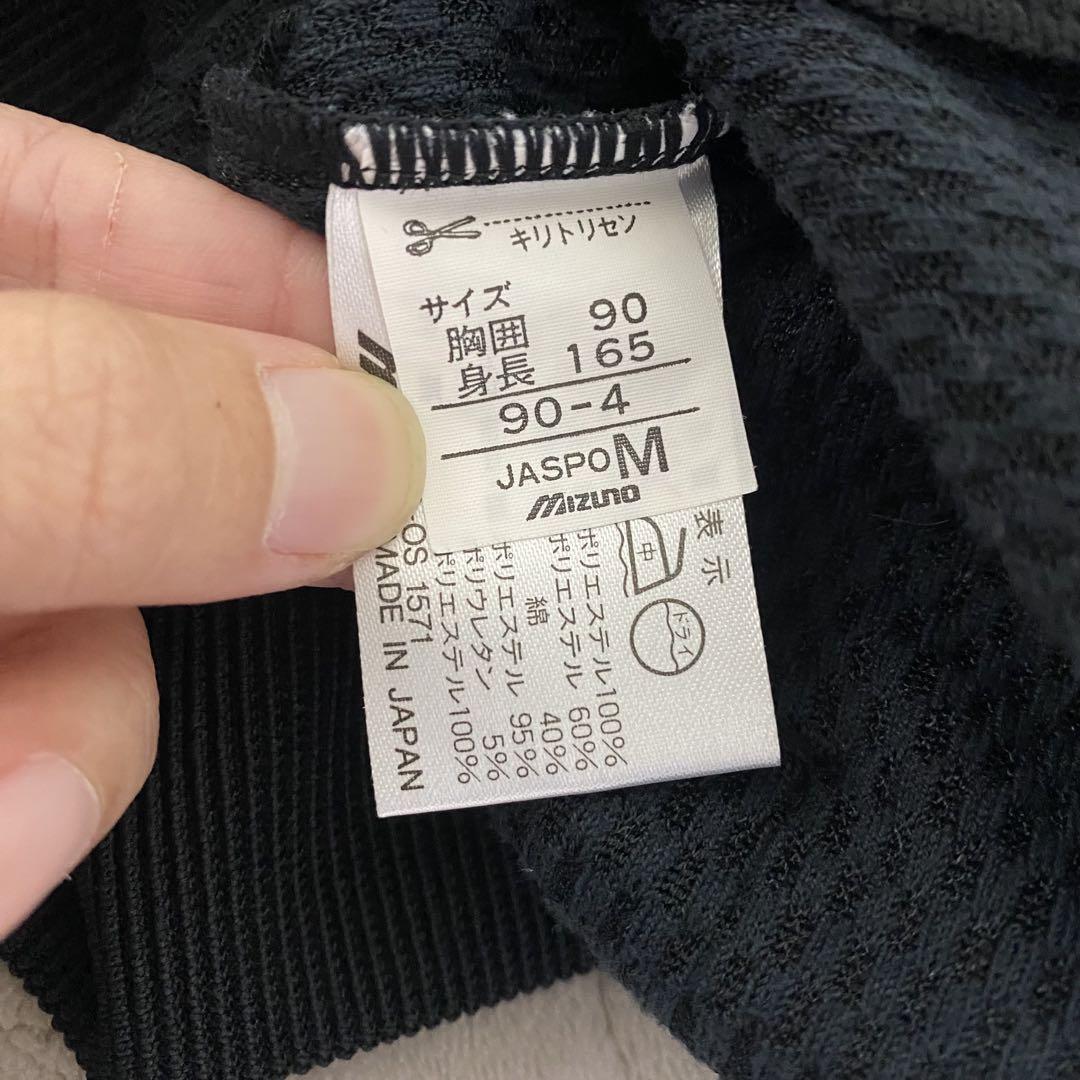 キリトリセン
サイズ
胸囲 90
身長 165
90-4
JASPO M
Mizuno
表示
中
ドライ
ポリエステル100%
ポリエステル 60%
綿 40%
ポリエステル 95%
ポリウレタン 5%
ポリエステル100%
OS 1571
MADE IN JAPAN